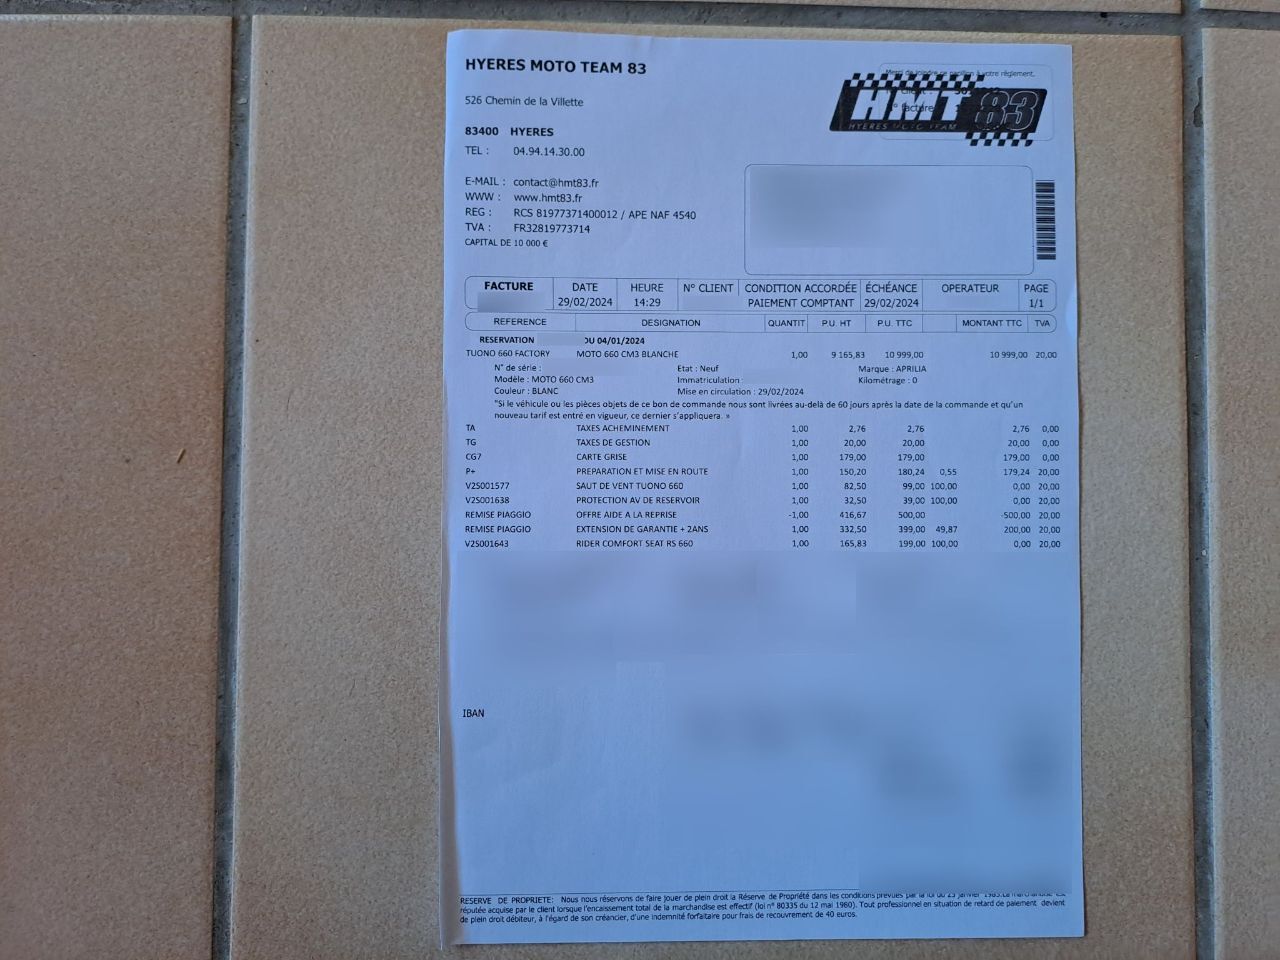 HYERES MOTO TEAM 83
Merci de joindre ce papillon à votre règlement.
HMT 83
HYERES MOTO TEAM
526 Chemin de la Villette
83400 HYERES
TEL : 04.94.14.30.00
E-MAIL : contact@hmt83.fr
WWW : www.hmt83.fr
REG : RCS 81977371400012 / APE NAF 4540
TVA : FR32819773714
CAPITAL DE 10 000 €
FACTURE DATE HEURE N° CLIENT CONDITION ACCORDÉE ÉCHÉANCE OPERATEUR PAGE
29/02/2024 14:29 PAIEMENT COMPTANT 29/02/2024 1/1
REFERENCE DESIGNATION QUANTIT P.U. HT P.U. TTC MONTANT TTC TVA
RESERVATION DU 04/01/2024
TUONO 660 FACTORY MOTO 660 CM3 BLANCHE 1,00 9 165,83 10 999,00 10 999,00 20,00
N° de série : Etat : Neuf Marque : APRILIA
Modèle : MOTO 660 CM3 Immatriculation : Kilométrage : 0
Couleur : BLANC Mise en circulation : 29/02/2024
"Si le véhicule ou les pièces objets de ce bon de commande nous sont livrées au-delà de 60 jours après la date de la commande et qu'un
nouveau tarif est entré en vigueur, ce dernier s'appliquera. »
TA TAXES ACHEMINEMENT 1,00 2,76 2,76 2,76 0,00
TG TAXES DE GESTION 1,00 20,00 20,00 20,00 0,00
CG7 CARTE GRISE 1,00 179,00 179,00 179,00 0,00
P+ PREPARATION ET MISE EN ROUTE 1,00 150,20 180,24 0,55 179,24 20,00
V2S001577 SAUT DE VENT TUONO 660 1,00 82,50 99,00 100,00 0,00 20,00
V2S001638 PROTECTION AV DE RESERVOIR 1,00 32,50 39,00 100,00 0,00 20,00
REMISE PIAGGIO OFFRE AIDE A LA REPRISE -1,00 416,67 500,00 -500,00 20,00
REMISE PIAGGIO EXTENSION DE GARANTIE + 2ANS 1,00 332,50 399,00 49,87 200,00 20,00
V2S001643 RIDER COMFORT SEAT RS 660 1,00 165,83 199,00 100,00 0,00 20,00
IBAN
RESERVE DE PROPRIETE: Nous nous réservons de faire jouer de plein droit la Réserve de Propriété dans les conditions prévues par la loi du 25 janvier 1985.La marchandise est
réputée acquise par le client lorsque l'encaissement total de la marchandise est effectif (loi n° 80335 du 12 mai 1960). Tout professionnel en situation de retard de paiement devient
de plein droit débiteur, à l'égard de son créancier, d'une indemnité forfaitaire pour frais de recouvrement de 40 euros.